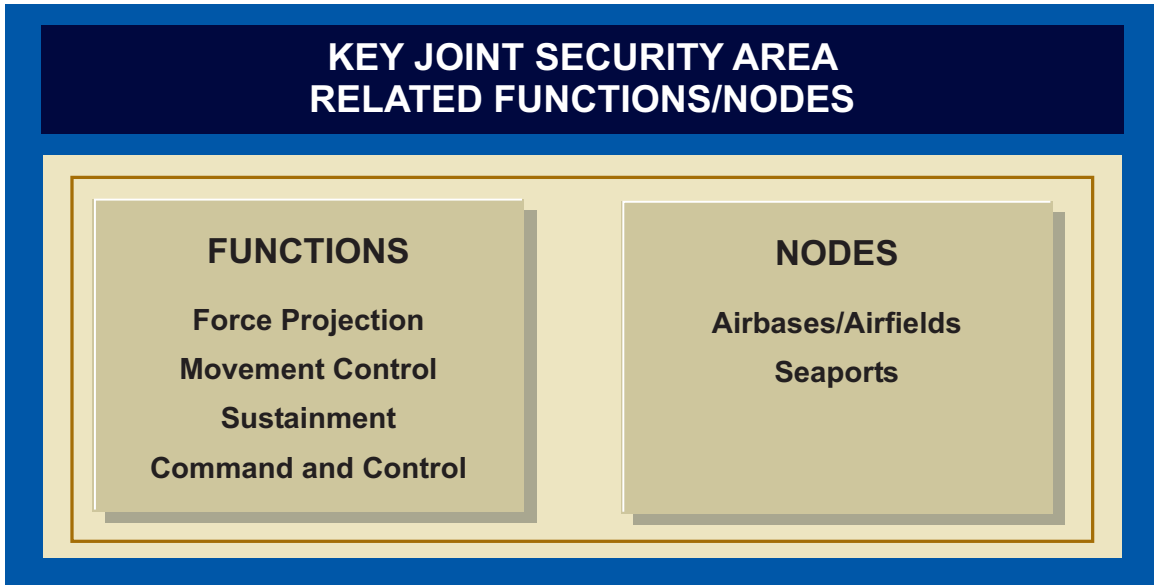 KEY JOINT SECURITY AREA
RELATED FUNCTIONS/NODES
FUNCTIONS
Force Projection
Movement Control
Sustainment
Command and Control
NODES
Airbases/Airfields
Seaports